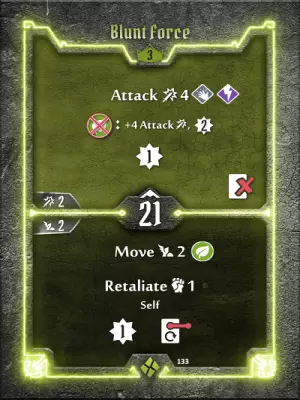 Blunt Force
3
Attack 4
: +4 Attack , 2
1
2
21
2
Move 2
Retaliate 1
Self
1
133